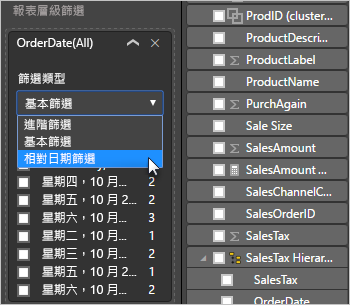 報表層級篩選
OrderDate(All)
篩選類型
基本篩選
進階篩選
基本篩選
相對日期篩選
星期四，10 月... 2
星期五，10 月 2... 2
星期六，10 月... 3
星期二，10 月... 1
星期三，10 月... 1
星期五，10 月 2... 2
星期六，10 月... 2
ProdID (cluster...
ProductDescri...
ProductLabel
ProductName
PurchAgain
Sale Size
SalesAmount
SalesAmount ...
SalesChannelC...
SalesOrderID
SalesTax
SalesTax Hierar...
SalesTax
OrderDate